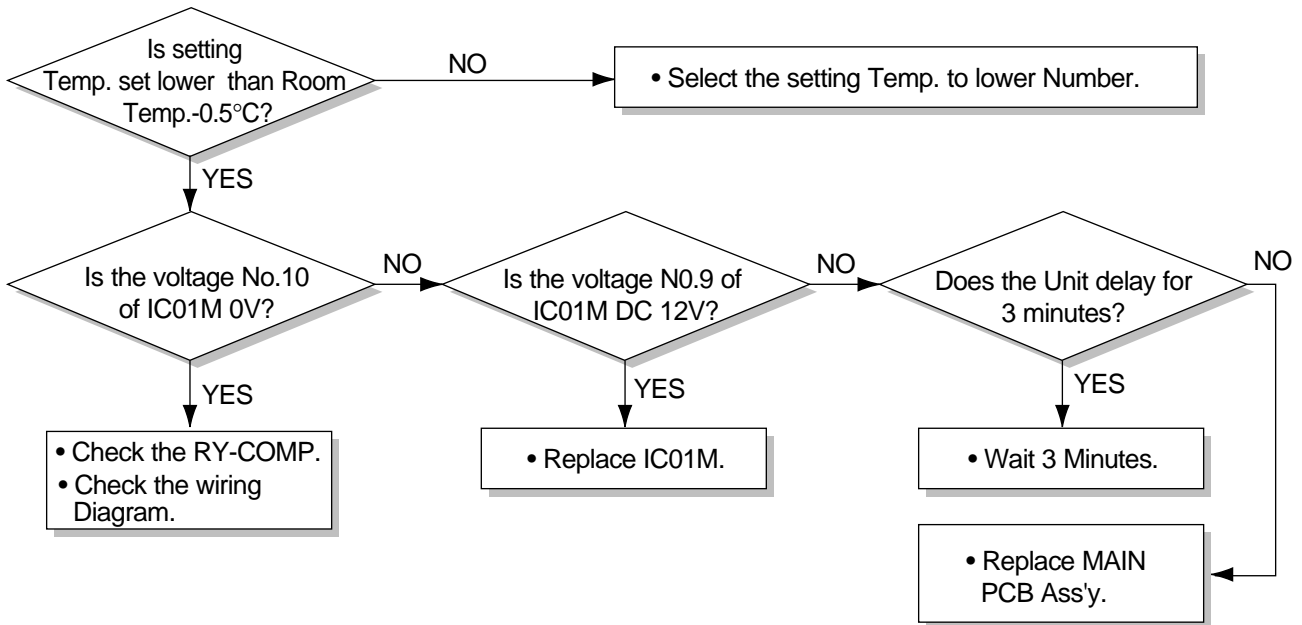 Is setting
Temp. set lower than Room
Temp.-0.5°C?
NO
• Select the setting Temp. to lower Number.
YES
Is the voltage No.10
of IC01M 0V?
NO
Is the voltage N0.9 of
IC01M DC 12V?
NO
Does the Unit delay for
3 minutes?
NO
YES
YES
YES
• Check the RY-COMP.
• Check the wiring
Diagram.
• Replace IC01M.
• Wait 3 Minutes.
• Replace MAIN
PCB Ass'y.